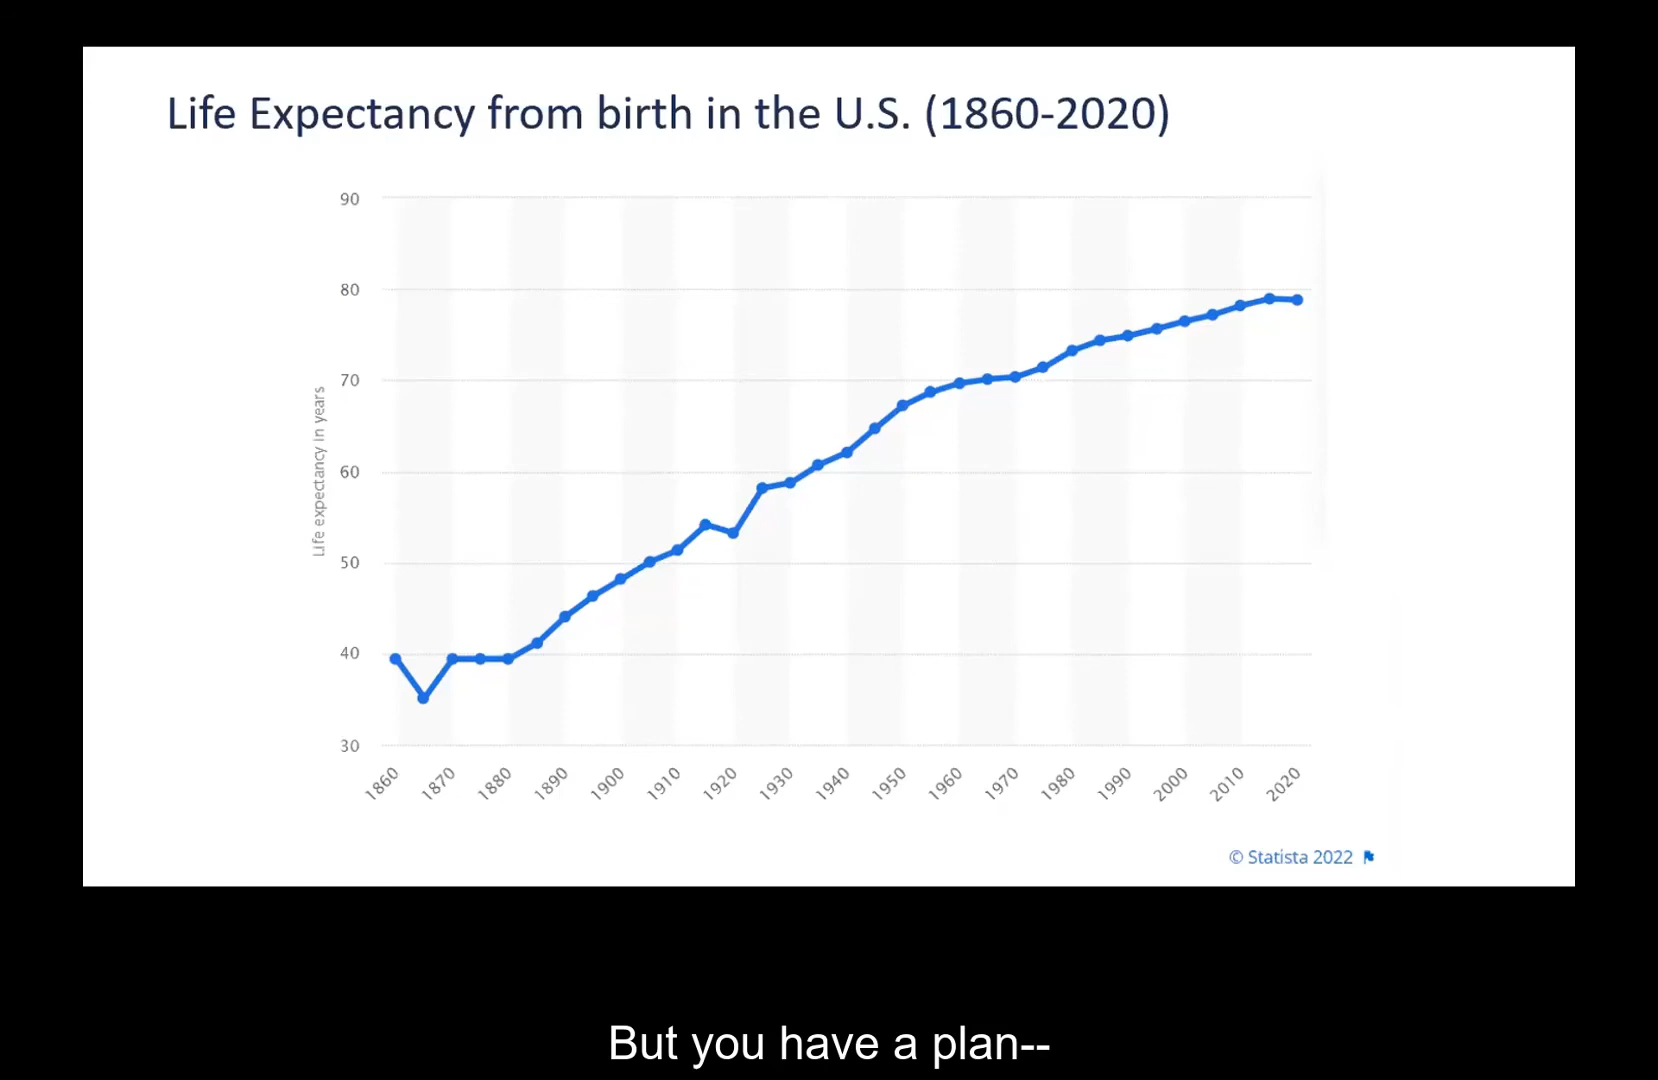 Life Expectancy from birth in the U.S. (1860-2020)
90
80
70
60
50
40
30
Life expectancy in years
1860 1870 1880 1890 1900 1910 1920 1930 1940 1950 1960 1970 1980 1990 2000 2010 2020
© Statista 2022
But you have a plan--